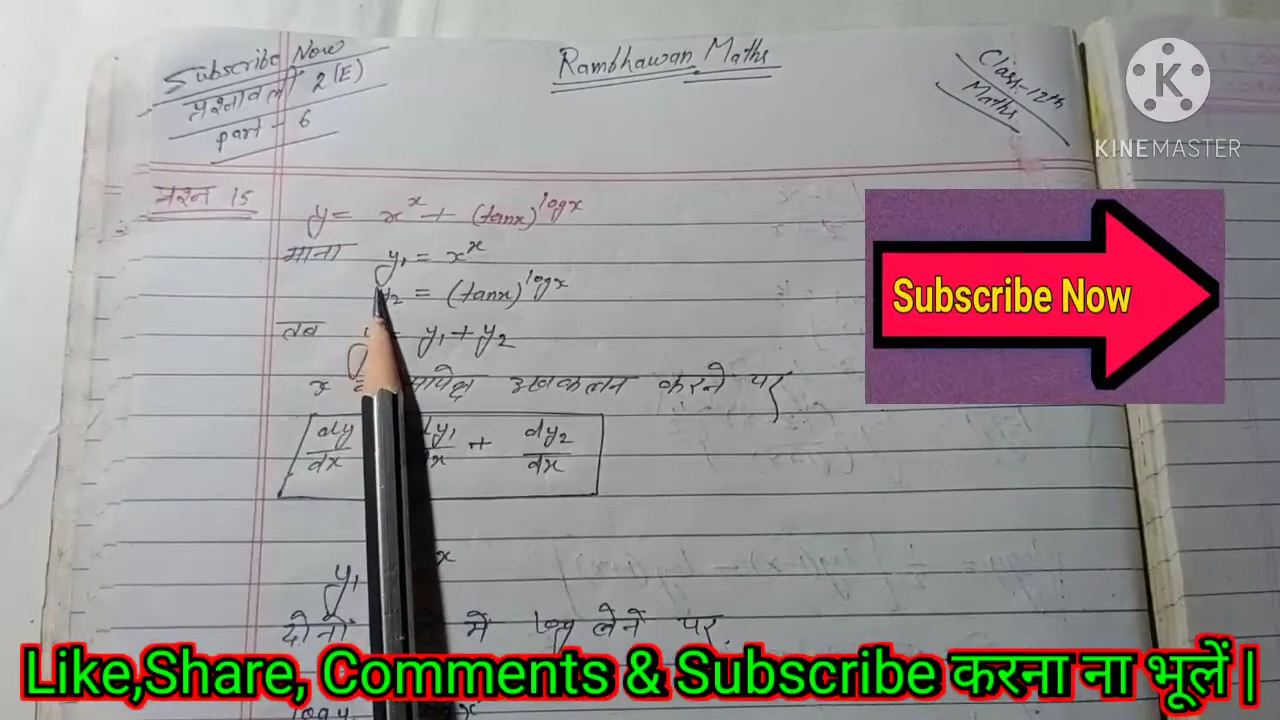 Subscribe Now
प्रश्नावली 2(E)
part - 6
Rambhawan Maths
Class-12th
Maths
KINEMASTER
प्रश्न 15
y = x^x + (tanx)^logx
माना y₁ = x^x
y₂ = (tanx)^logx
Subscribe Now
तब y = y₁ + y₂
x सापेक्ष अवकलन करने पर
dy/dx dy₁/dx + dy₂/dx
y₁ x
दोनों में log लेने पर
Like,Share, Comments & Subscribe करना ना भूलें |
log y₁ x